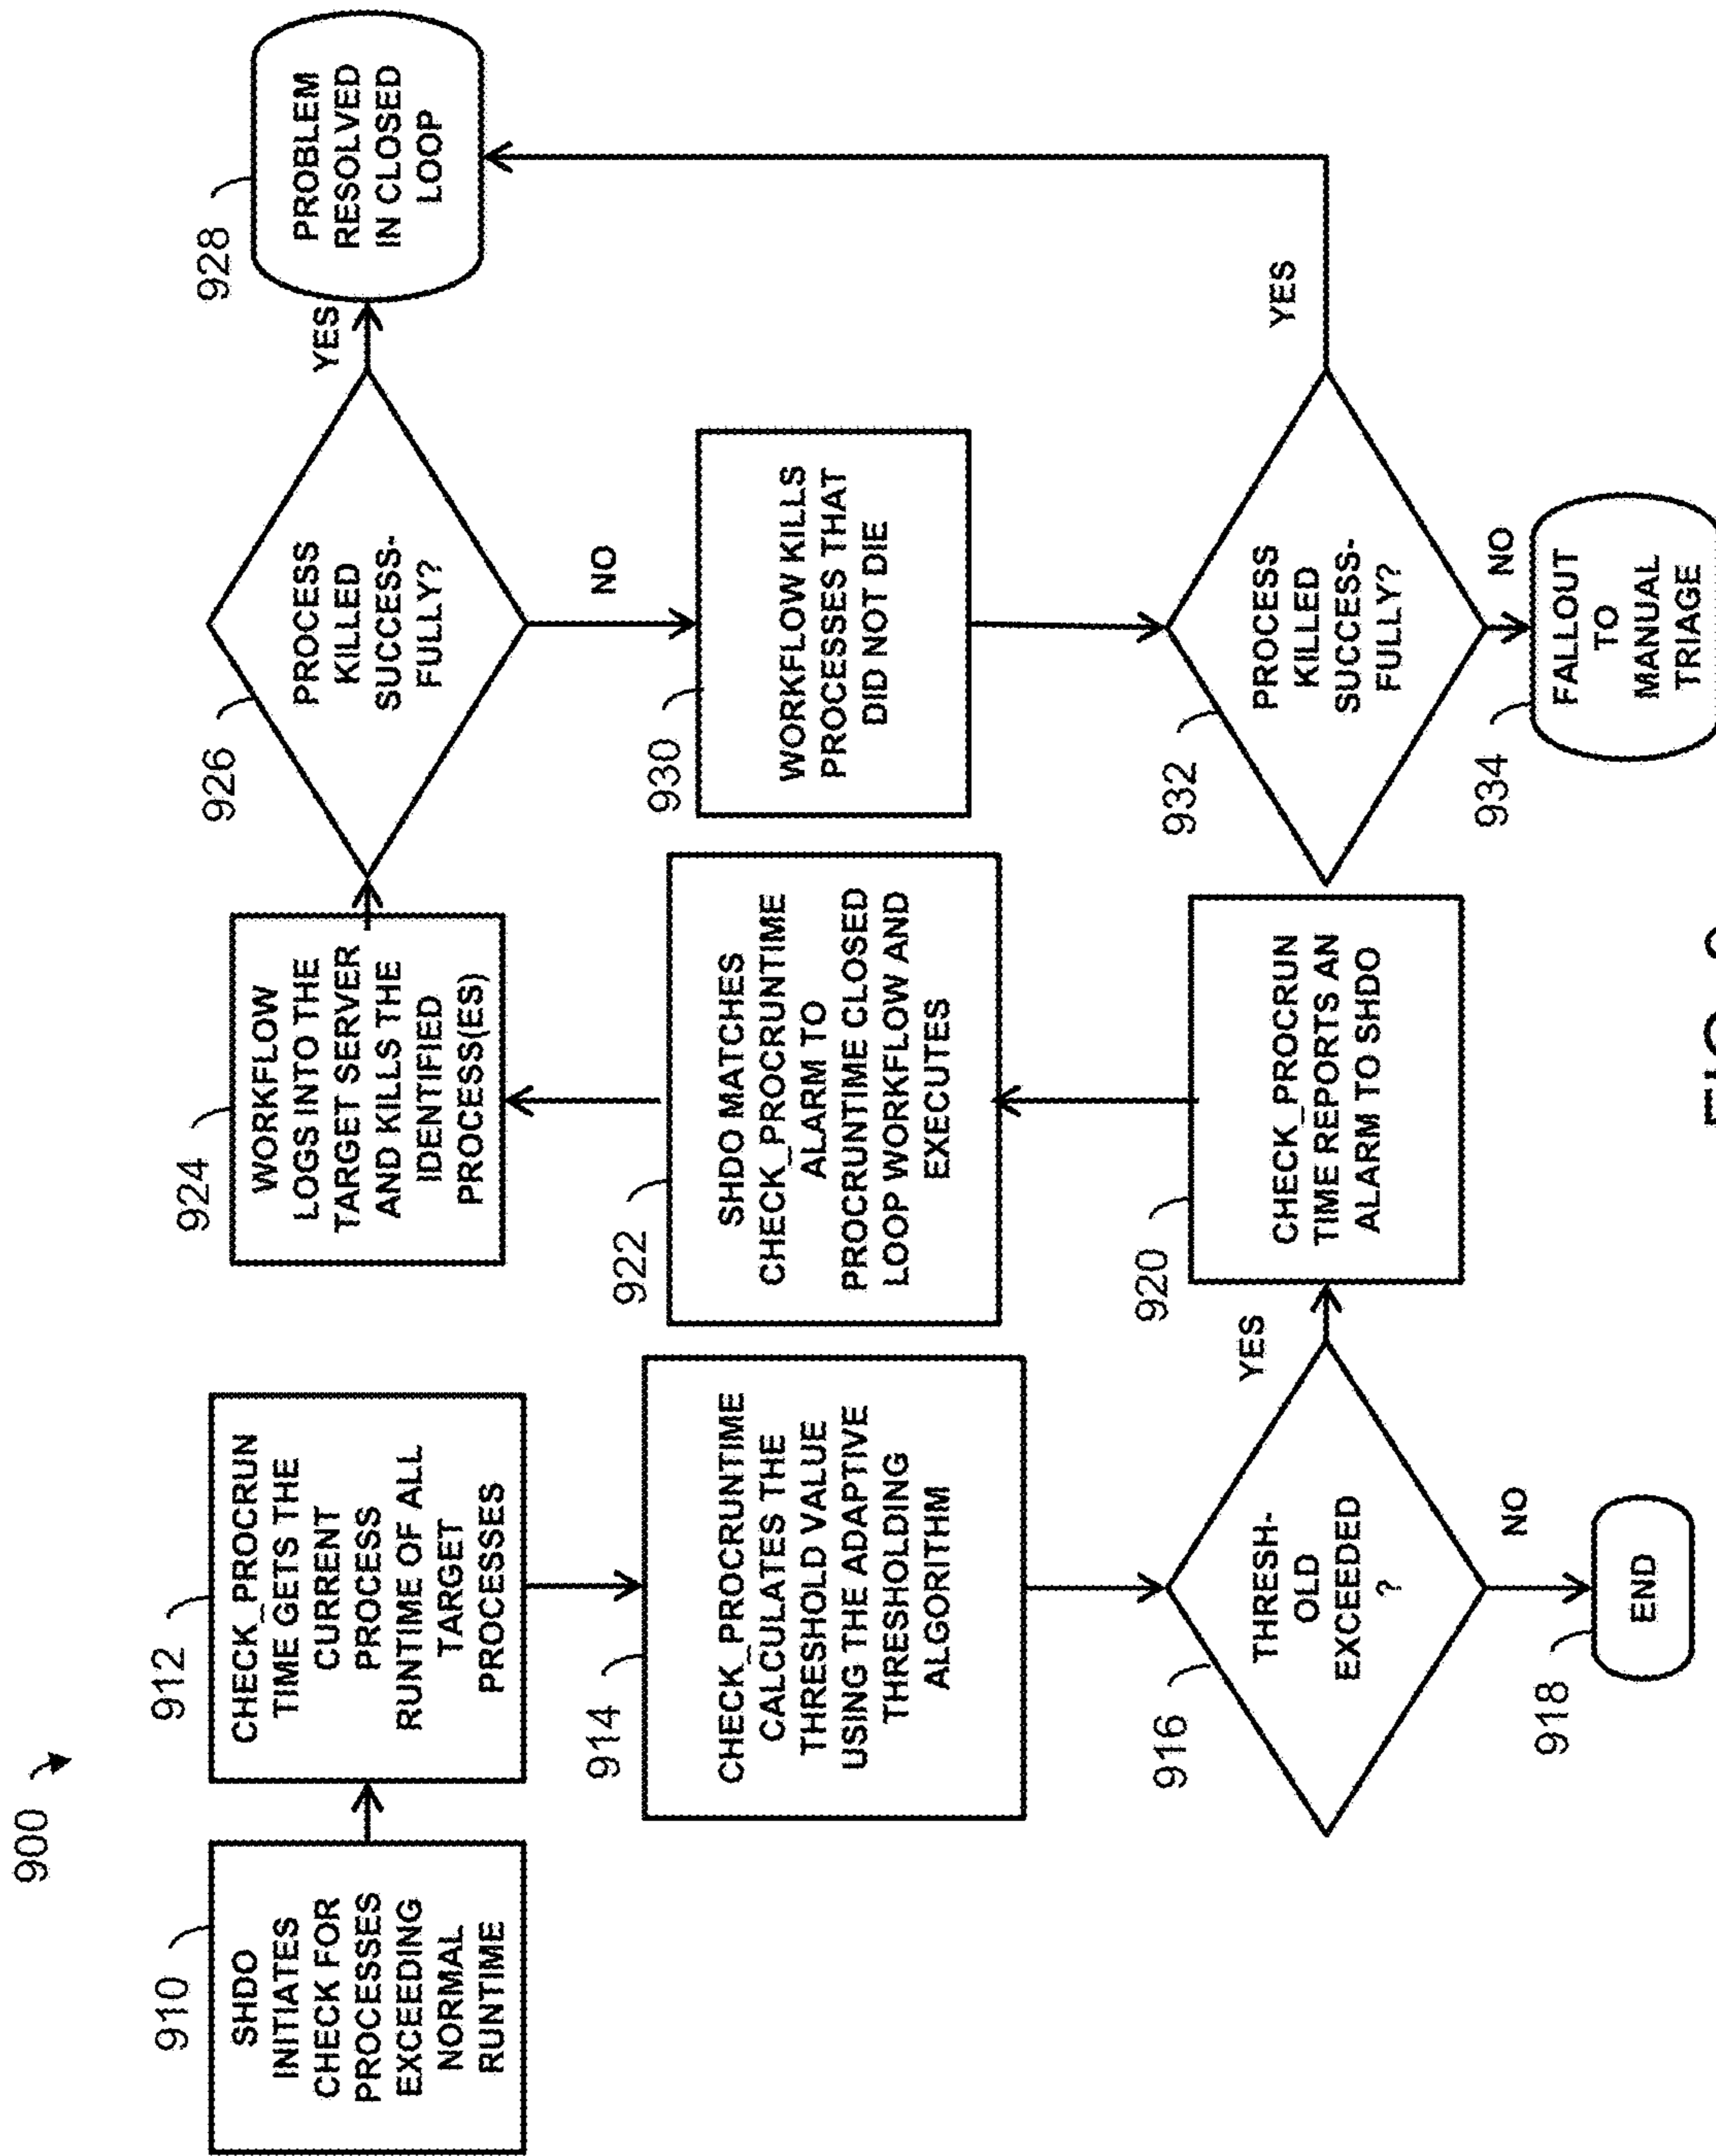 900
910
SHDO
INITIATES
CHECK FOR
PROCESSES
EXCEEDING
NORMAL
RUNTIME
912
CHECK_PROCRUN
TIME GETS THE
CURRENT
PROCESS
RUNTIME OF ALL
TARGET
PROCESSES
914
CHECK_PROCRUNTIME
CALCULATES THE
THRESHOLD VALUE
USING THE ADAPTIVE
THRESHOLDING
ALGORITHM
916
THRESH-
OLD
EXCEEDED
?
NO
918
END
YES
920
CHECK_PROCRUN
TIME REPORTS AN
ALARM TO SHDO
922
SHDO MATCHES
CHECK_PROCRUNTIME
ALARM TO
PROCRUNTIME CLOSED
LOOP WORKFLOW AND
EXECUTES
924
WORKFLOW
LOGS INTO THE
TARGET SERVER
AND KILLS THE
IDENTIFIED
PROCESS(ES)
926
PROCESS
KILLED
SUCCESS-
FULLY?
YES
928
PROBLEM
RESOLVED
IN CLOSED
LOOP
NO
930
WORKFLOW KILLS
PROCESSES THAT
DID NOT DIE
932
PROCESS
KILLED
SUCCESS-
FULLY?
YES
NO
934
FALLOUT
TO
MANUAL
TRIAGE